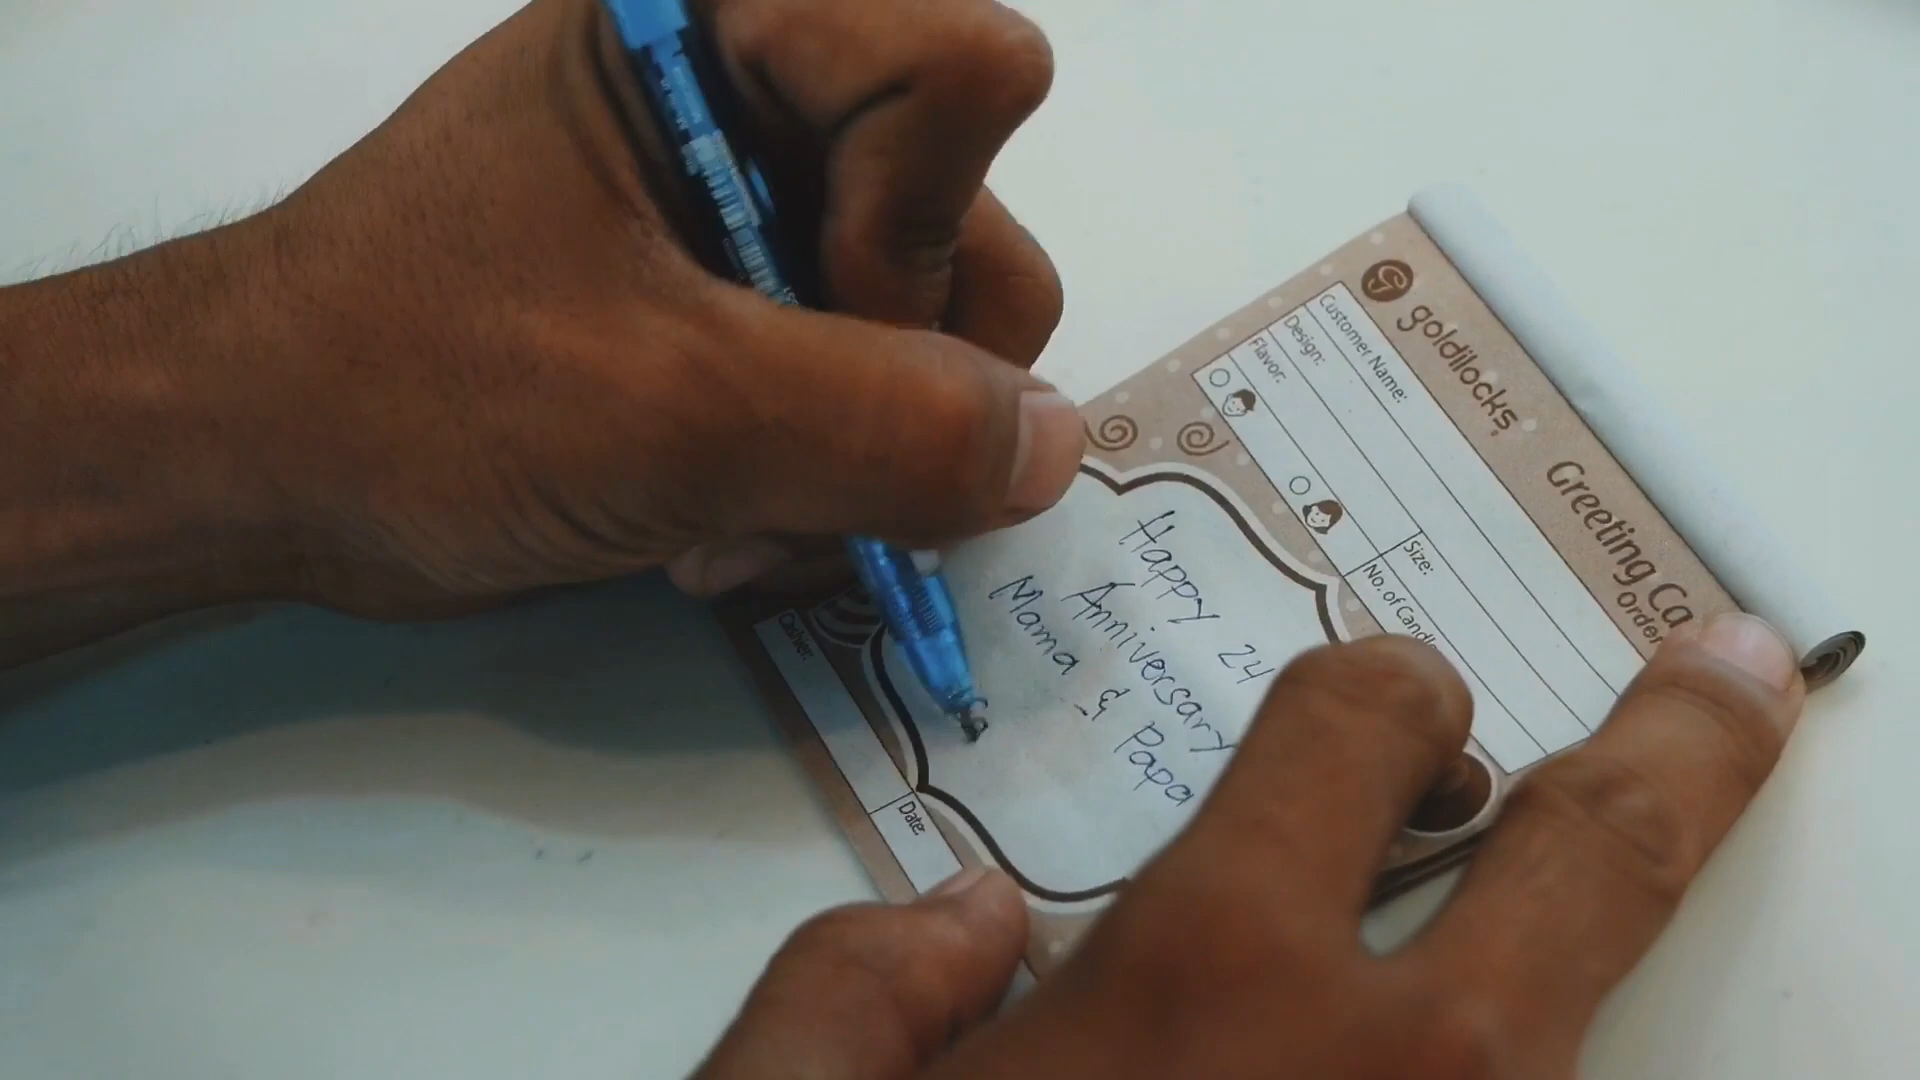 goldilocks
Greeting Ca
Order
Customer Name:
Design:
Flavor:
Size:
No. of Candle
Happy 24
Anniversary
Mama & Papa
Cashier:
Date: